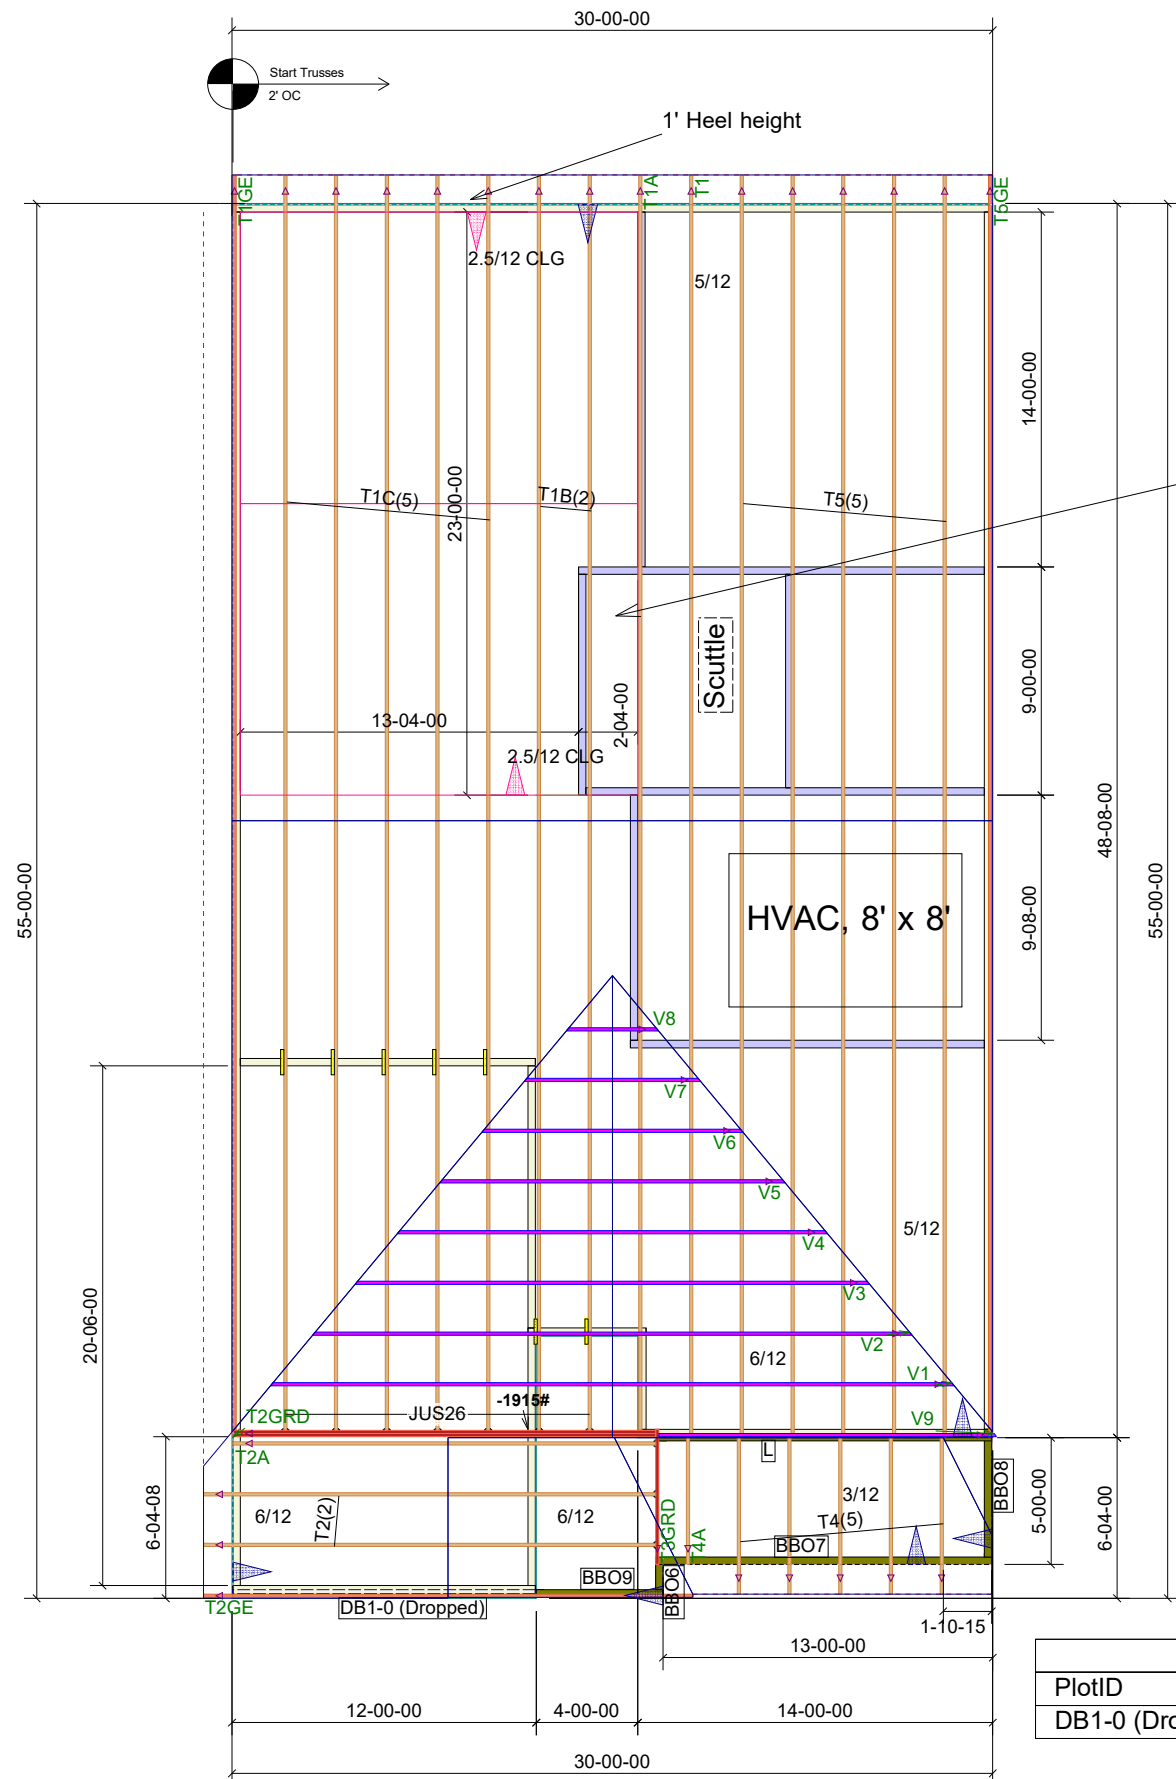 30-00-00
Start Trusses
2' OC
1' Heel height
T1GE
T1A
T1
T5GE
2.5/12 CLG
5/12
14-00-00
T1C(5)
T1B(2)
T5(5)
23-00-00
Scuttle
9-00-00
13-04-00
2-04-00
2.5/12 CLG
48-08-00
55-00-00
55-00-00
HVAC, 8' x 8'
9-08-00
V8
V7
V6
V5
V4
V3
V2
V1
V9
5/12
20-06-00
6/12
-1915#
JUS26
T2GRD
T2A
L
BBO8
6-04-08
6/12
T2(2)
6/12
T3GRD
T4A
3/12
T4(5)
BBO7
5-00-00
6-04-00
BBO9
BBO6
T2GE
DB1-0 (Dropped)
1-10-15
13-00-00
PlotID
12-00-00
4-00-00
14-00-00
30-00-00